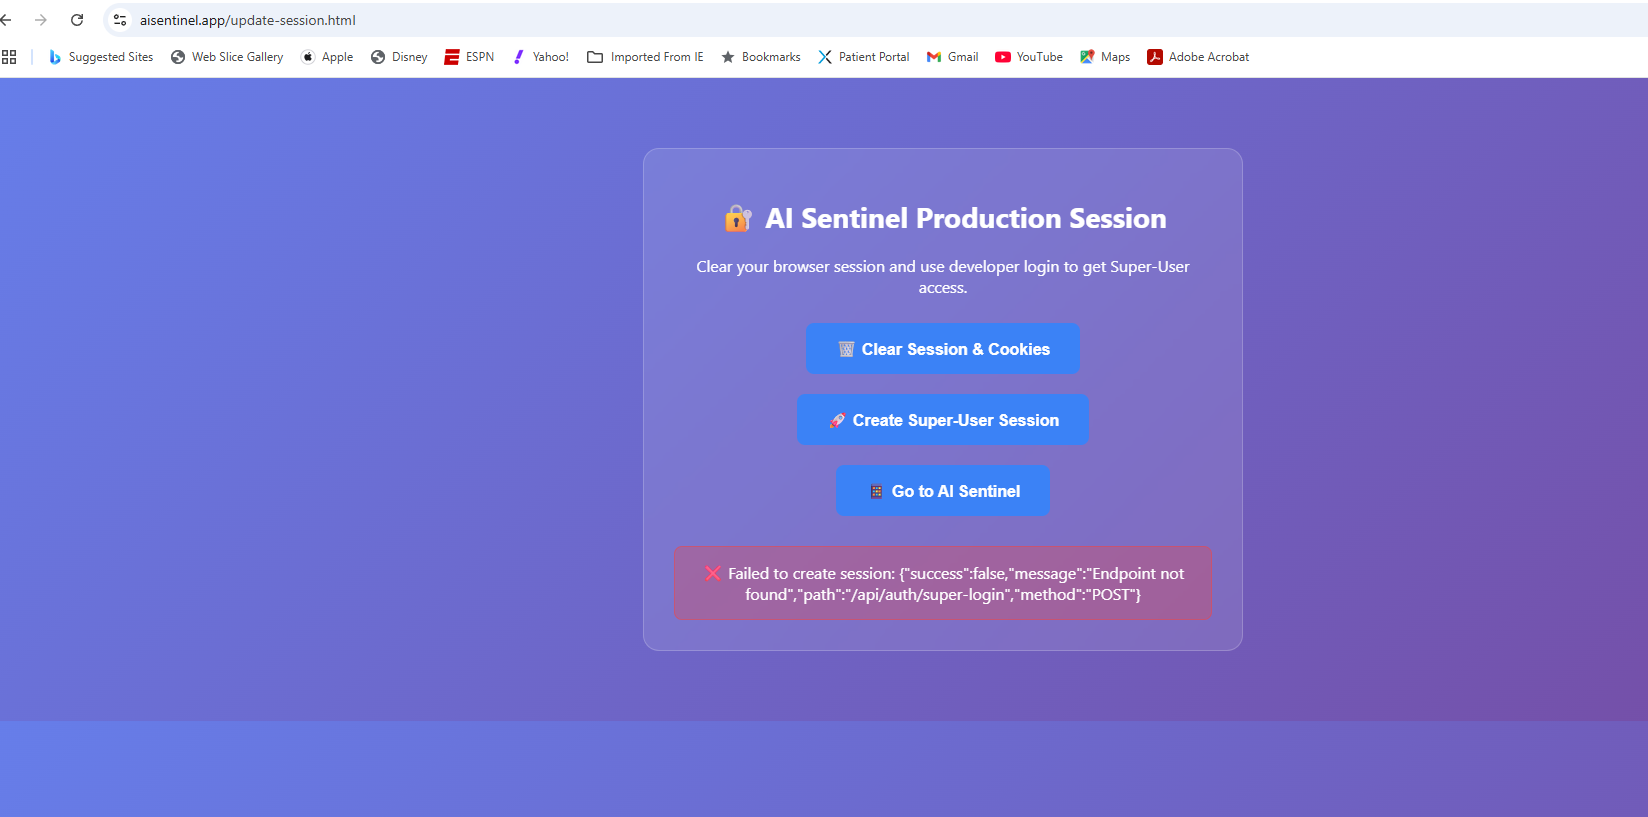 aisentinel.app/update-session.html
Suggested Sites Web Slice Gallery Apple Disney ESPN Yahoo! Imported From IE Bookmarks Patient Portal Gmail YouTube Maps Adobe Acrobat
🔐 AI Sentinel Production Session
Clear your browser session and use developer login to get Super-User
access.
🗑️ Clear Session & Cookies
🚀 Create Super-User Session
📱 Go to AI Sentinel
❌ Failed to create session: {"success":false,"message":"Endpoint not
found","path":"/api/auth/super-login","method":"POST"}